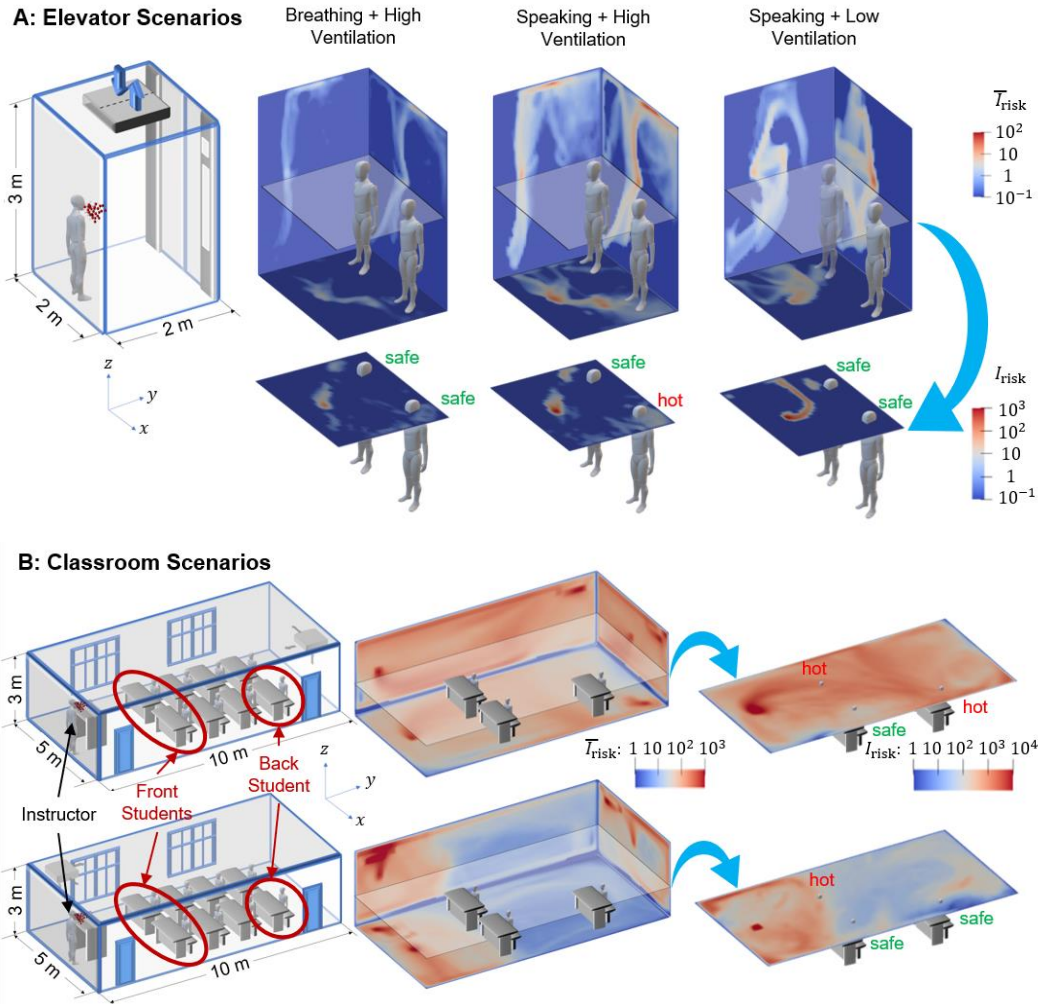 A: Elevator Scenarios
Breathing + High
Ventilation
Speaking + High
Ventilation
Speaking + Low
Ventilation
3 m
2 m
2 m
z
y
x
I̅risk
10²
10
1
10⁻¹
safe
safe
safe
hot
safe
safe
Irisk
10³
10²
10
1
10⁻¹
B: Classroom Scenarios
3 m
5 m
10 m
z
y
x
Instructor
Front
Students
Back
Student
hot
safe
hot
I̅risk: 1 10 10² 10³
Irisk: 1 10 10² 10³ 10⁴
3 m
5 m
10 m
hot
safe
safe